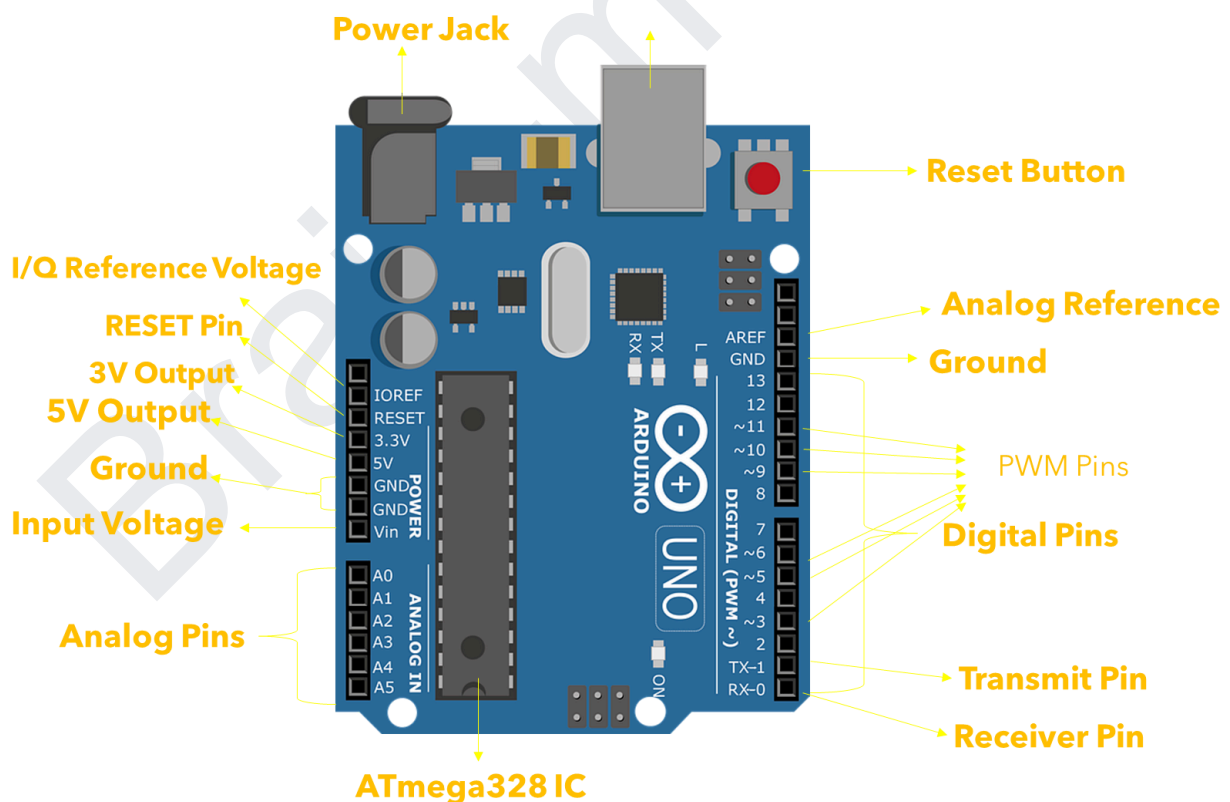 Power Jack
Reset Button
I/Q Reference Voltage
Analog Reference
RESET Pin
Ground
3V Output
5V Output
Ground
Input Voltage
PWM Pins
Digital Pins
Analog Pins
Transmit Pin
Receiver Pin
ATmega328 IC
IOREF
RESET
3.3V
5V
GND
GND
Vin
POWER
A0
A1
A2
A3
A4
A5
ANALOG IN
RX
TX
L
ARDUINO
UNO
ON
AREF
GND
13
12
~11
~10
~9
8
7
~6
~5
4
~3
2
TX-1
RX-0
DIGITAL (PWM ~)